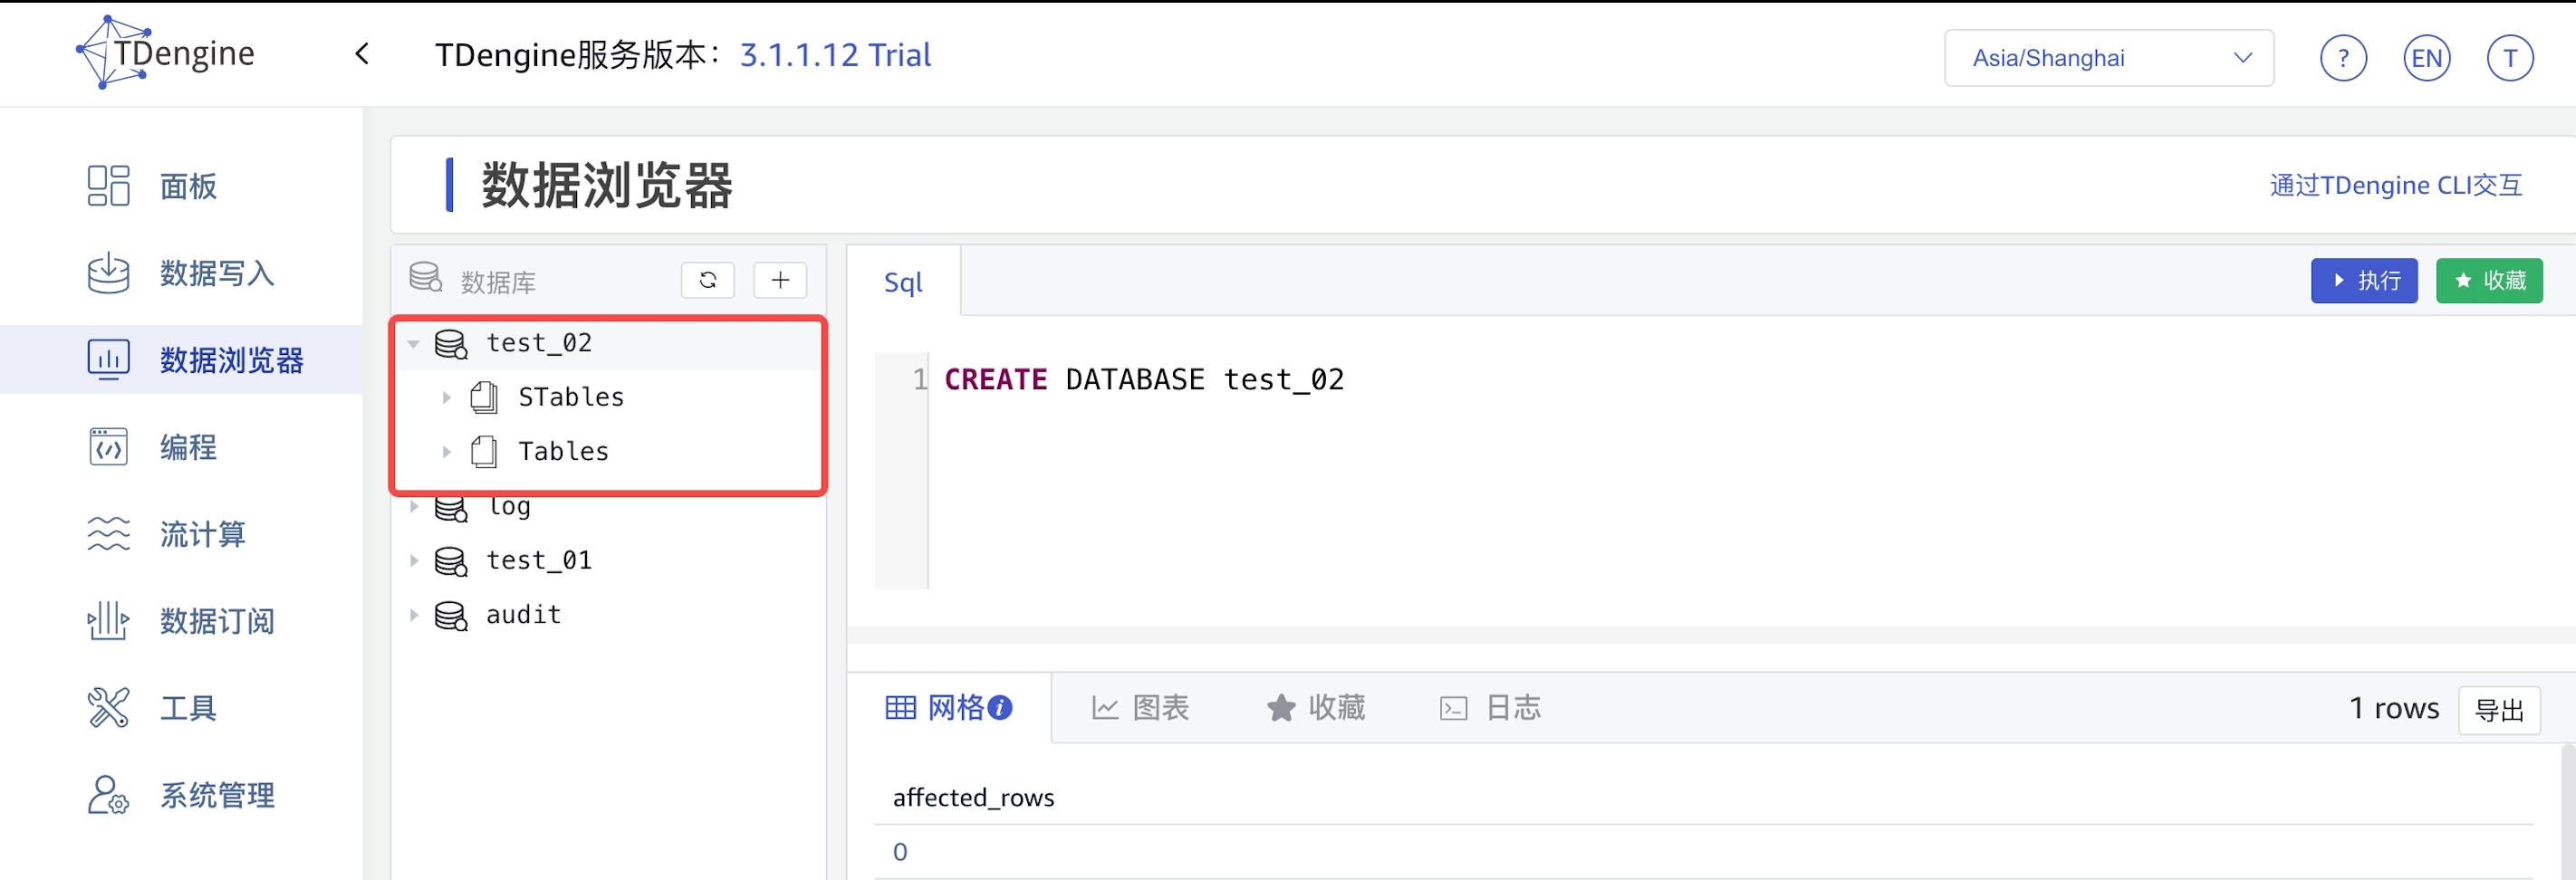 TDengine
TDengine服务版本：3.1.1.12 Trial
Asia/Shanghai
?
EN
T
面板
数据写入
数据浏览器
编程
流计算
数据订阅
工具
系统管理
数据浏览器
通过TDengine CLI交互
数据库
test_02
STables
Tables
log
test_01
audit
Sql
执行
收藏
1 CREATE DATABASE test_02
网格
图表
收藏
日志
1 rows
导出
affected_rows
0